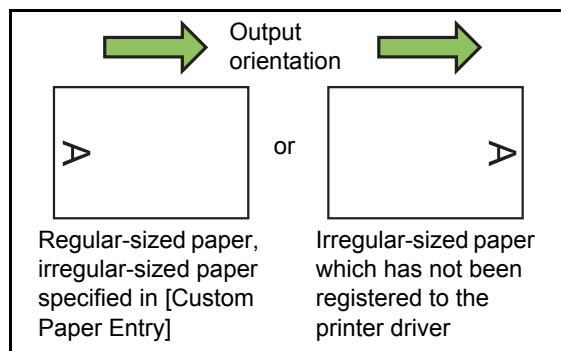 Output
orientation
A
or
A
Regular-sized paper,
irregular-sized paper
specified in [Custom
Paper Entry]
Irregular-sized paper
which has not been
registered to the
printer driver